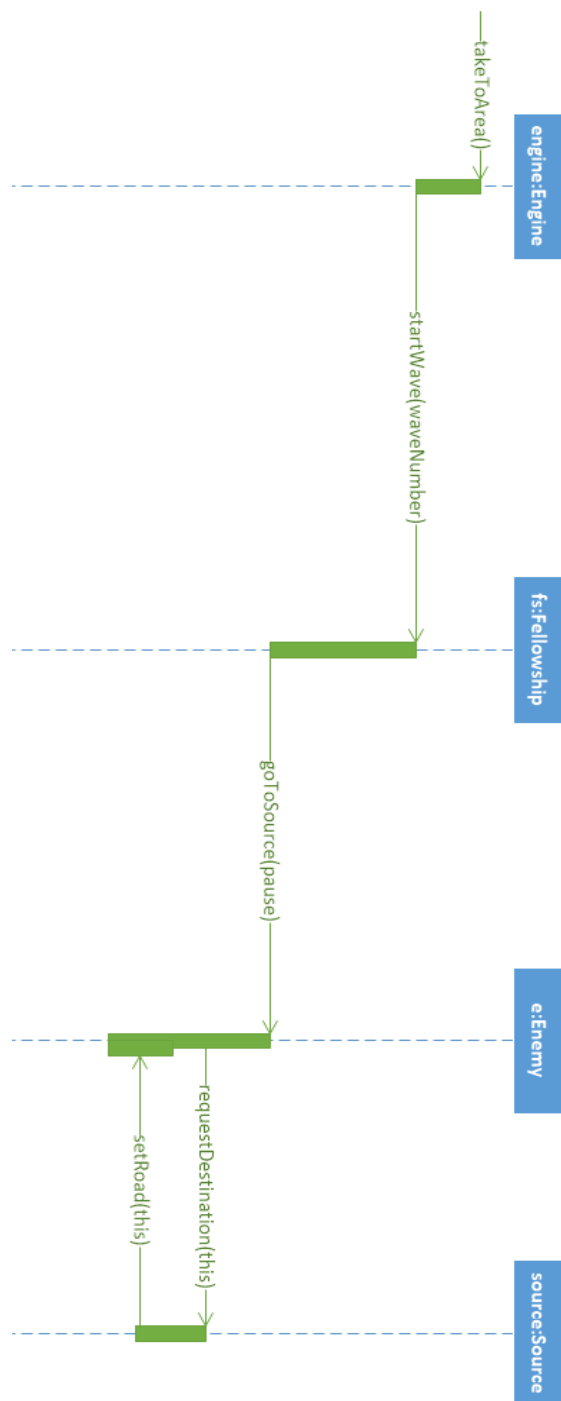 engine:Engine
fs:Fellowship
e:Enemy
source:Source
takeToArea()
startWave(waveNumber)
goToSource(pause)
requestDestination(this)
setRoad(this)